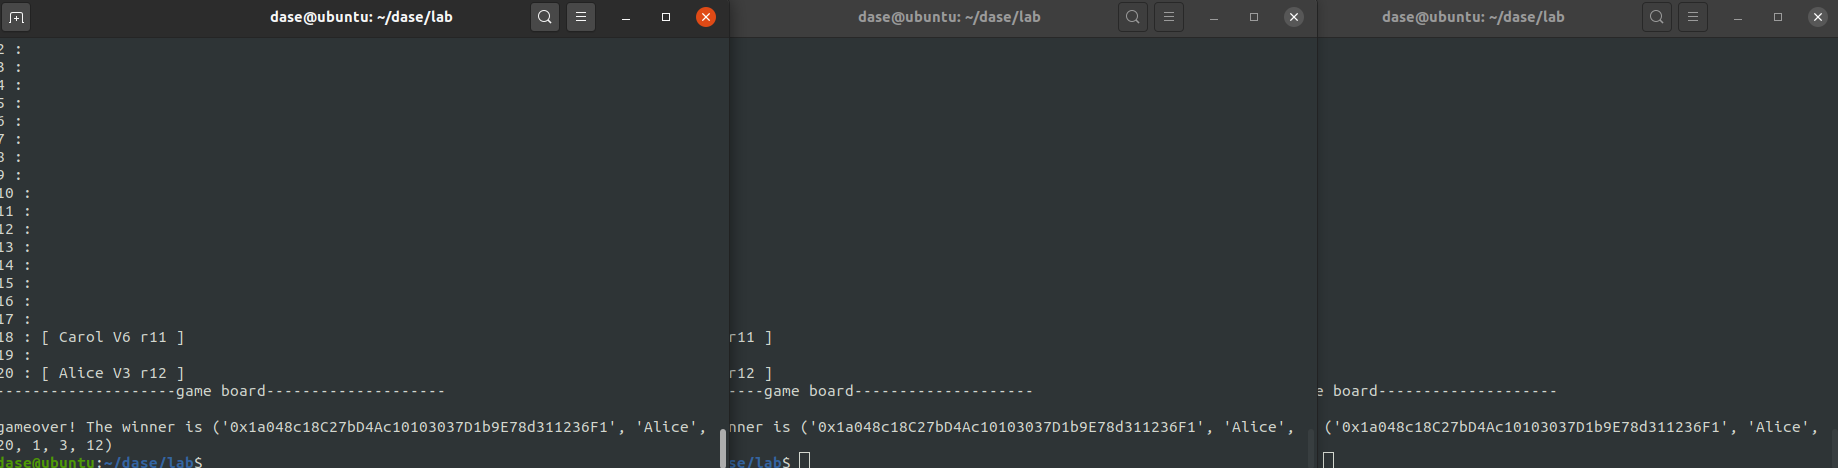 dase@ubuntu: ~/dase/lab
2 :
3 :
4 :
5 :
6 :
7 :
8 :
9 :
10 :
11 :
12 :
13 :
14 :
15 :
16 :
17 :
18 : [ Carol V6 r11 ]
19 :
20 : [ Alice V3 r12 ]
--------------------game board--------------------
gameover! The winner is ('0x1a048c18C27bD4Ac10103037D1b9E78d311236F1', 'Alice',
20, 1, 3, 12)
dase@ubuntu:~/dase/lab$
dase@ubuntu: ~/dase/lab
r11 ]
r12 ]
----game board--------------------
nner is ('0x1a048c18C27bD4Ac10103037D1b9E78d311236F1', 'Alice',
se/lab$
dase@ubuntu: ~/dase/lab
e board--------------------
('0x1a048c18C27bD4Ac10103037D1b9E78d311236F1', 'Alice',